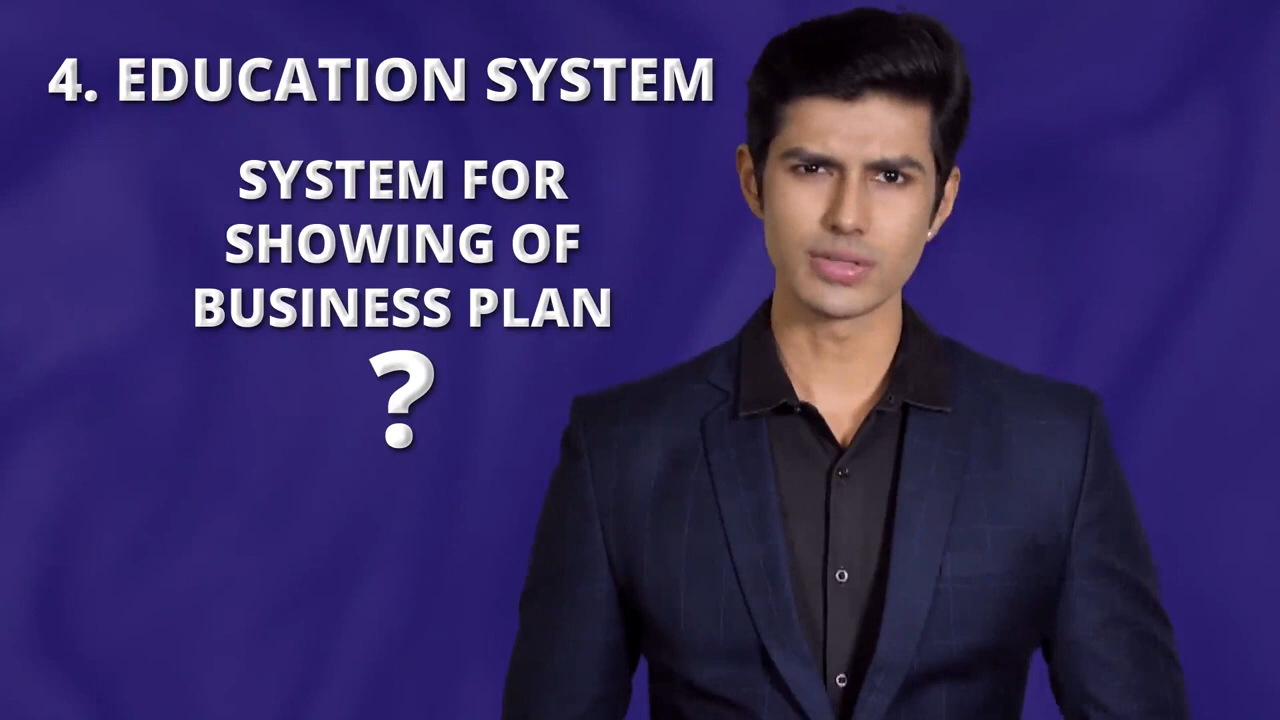 4. EDUCATION SYSTEM
SYSTEM FOR
SHOWING OF
BUSINESS PLAN
?